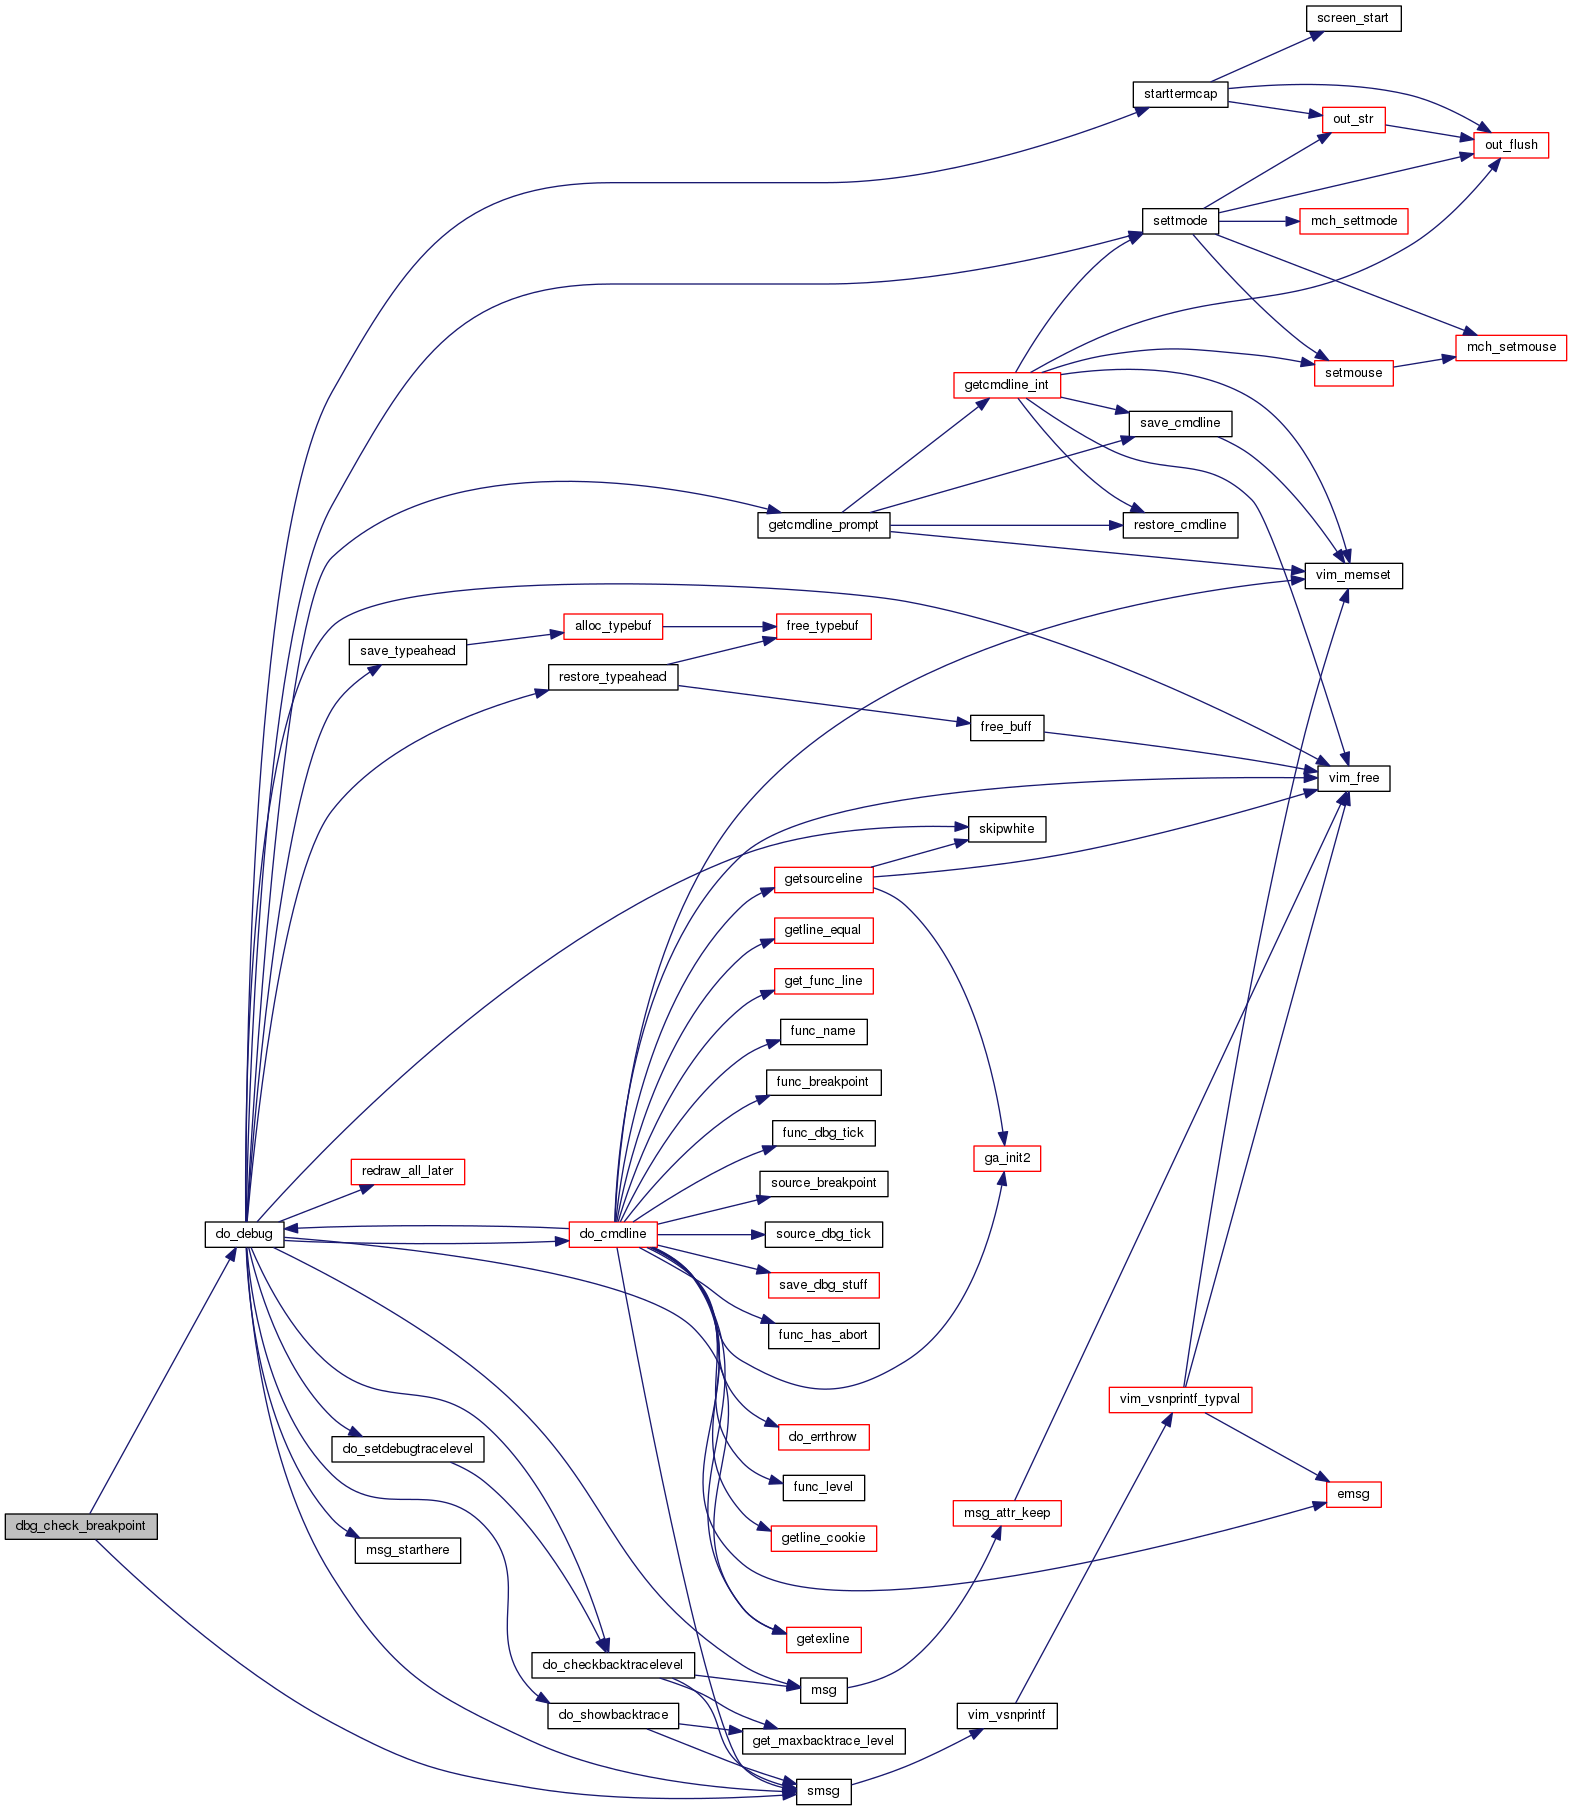 screen_start
starttermcap
out_str
out_flush
settmode
mch_settmode
mch_setmouse
setmouse
getcmdline_int
save_cmdline
getcmdline_prompt
restore_cmdline
vim_memset
alloc_typebuf
free_typebuf
save_typeahead
restore_typeahead
free_buff
vim_free
skipwhite
getsourceline
getline_equal
get_func_line
func_name
func_breakpoint
func_dbg_tick
ga_init2
redraw_all_later
source_breakpoint
do_debug
do_cmdline
source_dbg_tick
save_dbg_stuff
func_has_abort
vim_vsnprintf_typval
do_errthrow
do_setdebugtracelevel
func_level
emsg
msg_attr_keep
dbg_check_breakpoint
getline_cookie
msg_starthere
getexline
do_checkbacktracelevel
msg
do_showbacktrace
vim_vsnprintf
get_maxbacktrace_level
smsg